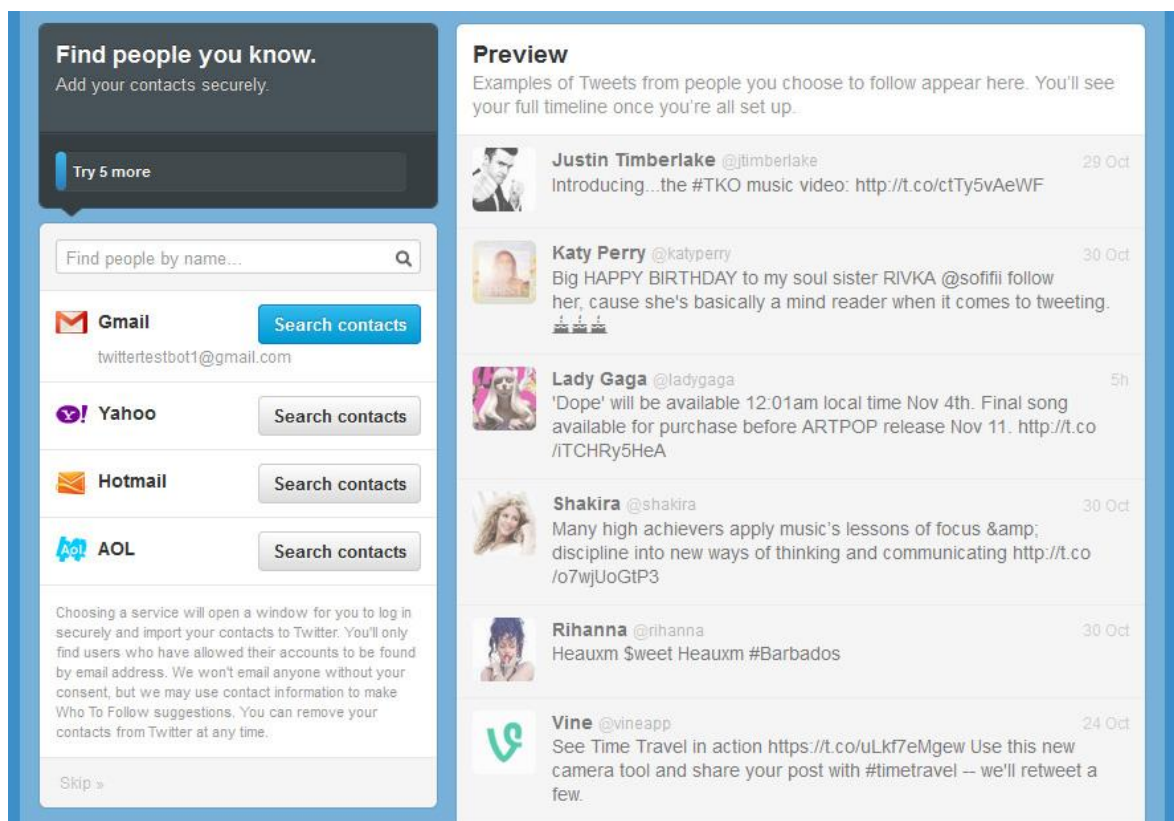 Find people you know.
Add your contacts securely.
Try 5 more
Find people by name...
Gmail
Search contacts
twittertestbot1@gmail.com
Y!
Yahoo
Search contacts
Hotmail
Search contacts
Aol.
AOL
Search contacts
Choosing a service will open a window for you to log in
securely and import your contacts to Twitter. You'll only
find users who have allowed their accounts to be found
by email address. We won't email anyone without your
consent, but we may use contact information to make
Who To Follow suggestions. You can remove your
contacts from Twitter at any time.
Skip »
Preview
Examples of Tweets from people you choose to follow appear here. You'll see
your full timeline once you're all set up.
Justin Timberlake @jtimberlake 29 Oct
Introducing...the #TKO music video: http://t.co/ctTy5vAeWF
Katy Perry @katyperry 30 Oct
Big HAPPY BIRTHDAY to my soul sister RIVKA @sofifii follow
her, cause she's basically a mind reader when it comes to tweeting.
🎂🎂🎂
Lady Gaga @ladygaga 5h
'Dope' will be available 12:01am local time Nov 4th. Final song
available for purchase before ARTPOP release Nov 11. http://t.co
/iTCHRy5HeA
Shakira @shakira 30 Oct
Many high achievers apply music's lessons of focus &amp;
discipline into new ways of thinking and communicating http://t.co
/o7wjUoGtP3
Rihanna @rihanna 30 Oct
Heauxm $weet Heauxm #Barbados
Vine @vineapp 24 Oct
See Time Travel in action https://t.co/uLkf7eMgew Use this new
camera tool and share your post with #timetravel -- we'll retweet a
few.